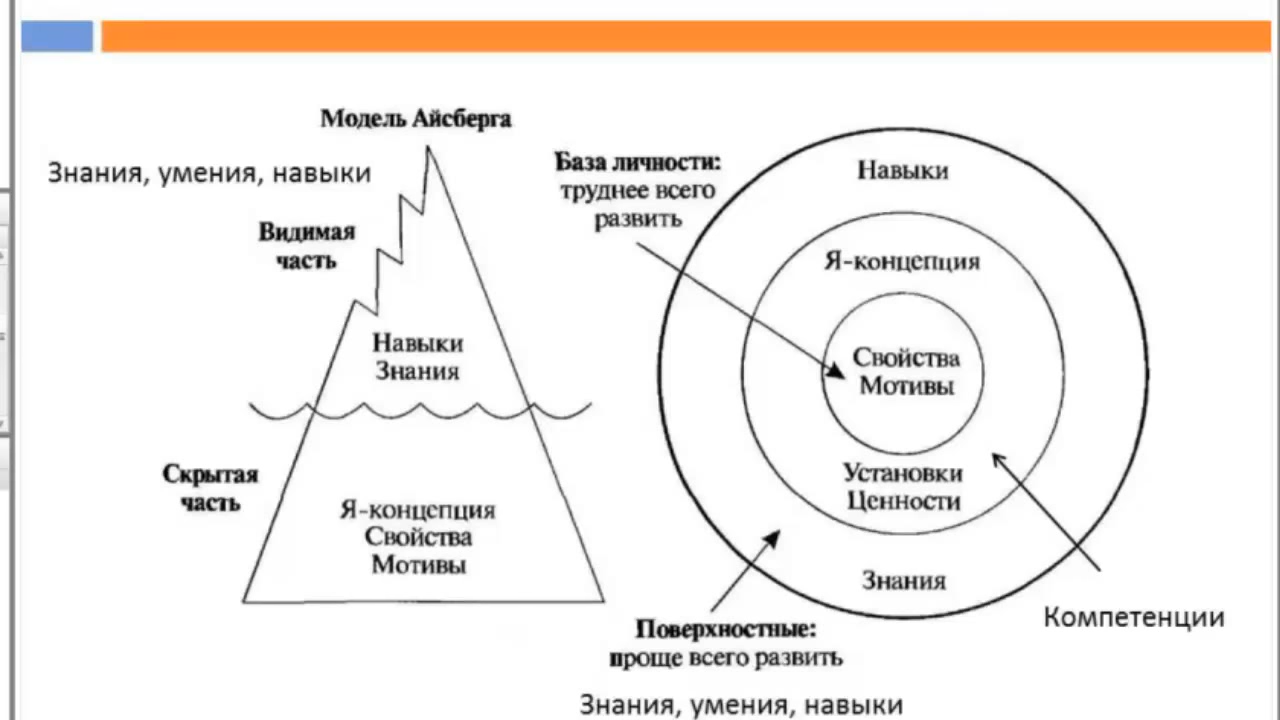 Модель Айсберга
Знания, умения, навыки
Видимая
часть
Навыки
Знания
Скрытая
часть
Я-концепция
Свойства
Мотивы
База личности:
труднее всего
развить
Навыки
Я-концепция
Свойства
Мотивы
Установки
Ценности
Знания
Компетенции
Поверхностные:
проще всего развить
Знания, умения, навыки